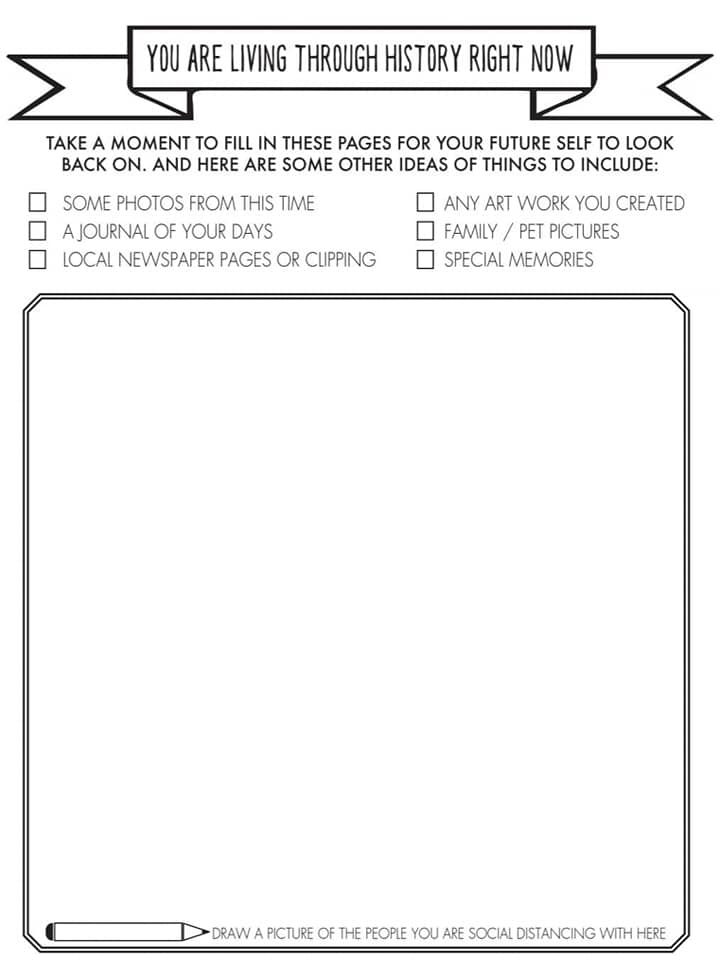 YOU ARE LIVING THROUGH HISTORY RIGHT NOW
TAKE A MOMENT TO FILL IN THESE PAGES FOR YOUR FUTURE SELF TO LOOK
BACK ON. AND HERE ARE SOME OTHER IDEAS OF THINGS TO INCLUDE:
SOME PHOTOS FROM THIS TIME
A JOURNAL OF YOUR DAYS
LOCAL NEWSPAPER PAGES OR CLIPPING
ANY ART WORK YOU CREATED
FAMILY / PET PICTURES
SPECIAL MEMORIES
DRAW A PICTURE OF THE PEOPLE YOU ARE SOCIAL DISTANCING WITH HERE